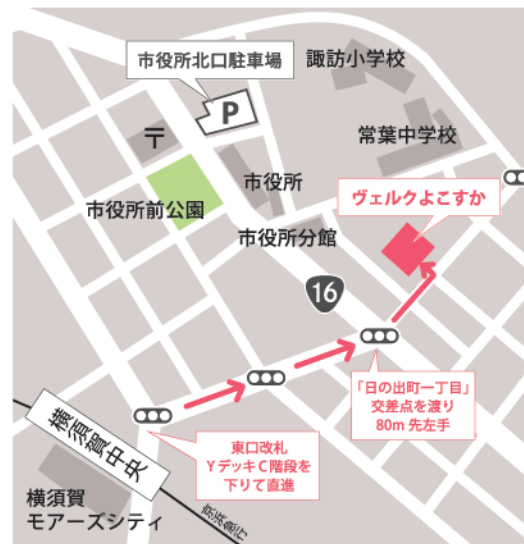 市役所北口駐車場
P
諏訪小学校
常葉中学校
〒
市役所
市役所前公園
ヴェルクよこすか
市役所分館
16
「日の出町一丁目」
交差点を渡り
80m 先左手
東口改札
YデッキC階段を
下りて直進
横須賀中央
横須賀
モアーズシティ
京浜急行